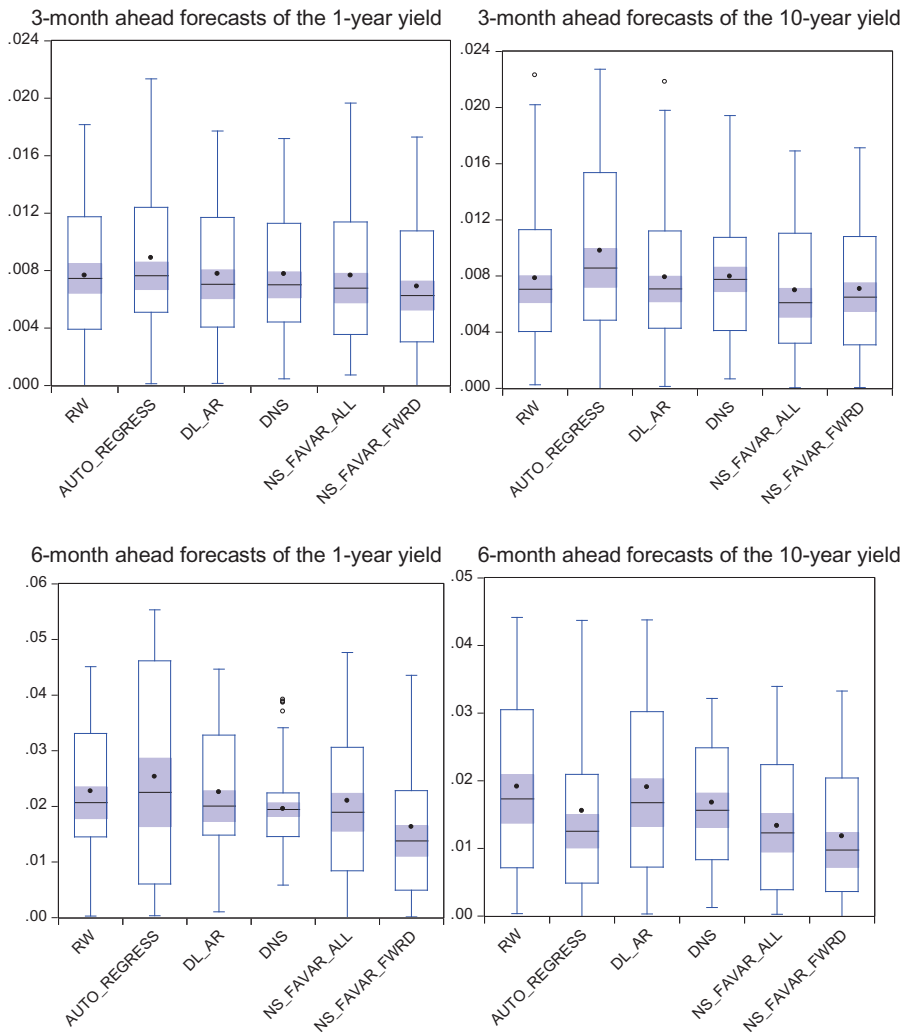 3-month ahead forecasts of the 1-year yield
.024
.020
.016
.012
.008
.004
.000
RW
AUTO_REGRESS
DL_AR
DNS
NS_FAVAR_ALL
NS_FAVAR_FWRD
3-month ahead forecasts of the 10-year yield
.024
.020
.016
.012
.008
.004
.000
RW
AUTO_REGRESS
DL_AR
DNS
NS_FAVAR_ALL
NS_FAVAR_FWRD
6-month ahead forecasts of the 1-year yield
.06
.05
.04
.03
.02
.01
.00
RW
AUTO_REGRESS
DL_AR
DNS
NS_FAVAR_ALL
NS_FAVAR_FWRD
6-month ahead forecasts of the 10-year yield
.05
.04
.03
.02
.01
.00
RW
AUTO_REGRESS
DL_AR
DNS
NS_FAVAR_ALL
NS_FAVAR_FWRD